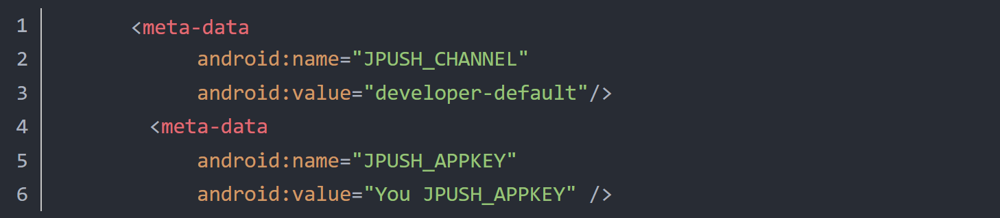 1 <meta-data
2 android:name="JPUSH_CHANNEL"
3 android:value="developer-default"/>
4 <meta-data
5 android:name="JPUSH_APPKEY"
6 android:value="You JPUSH_APPKEY" />